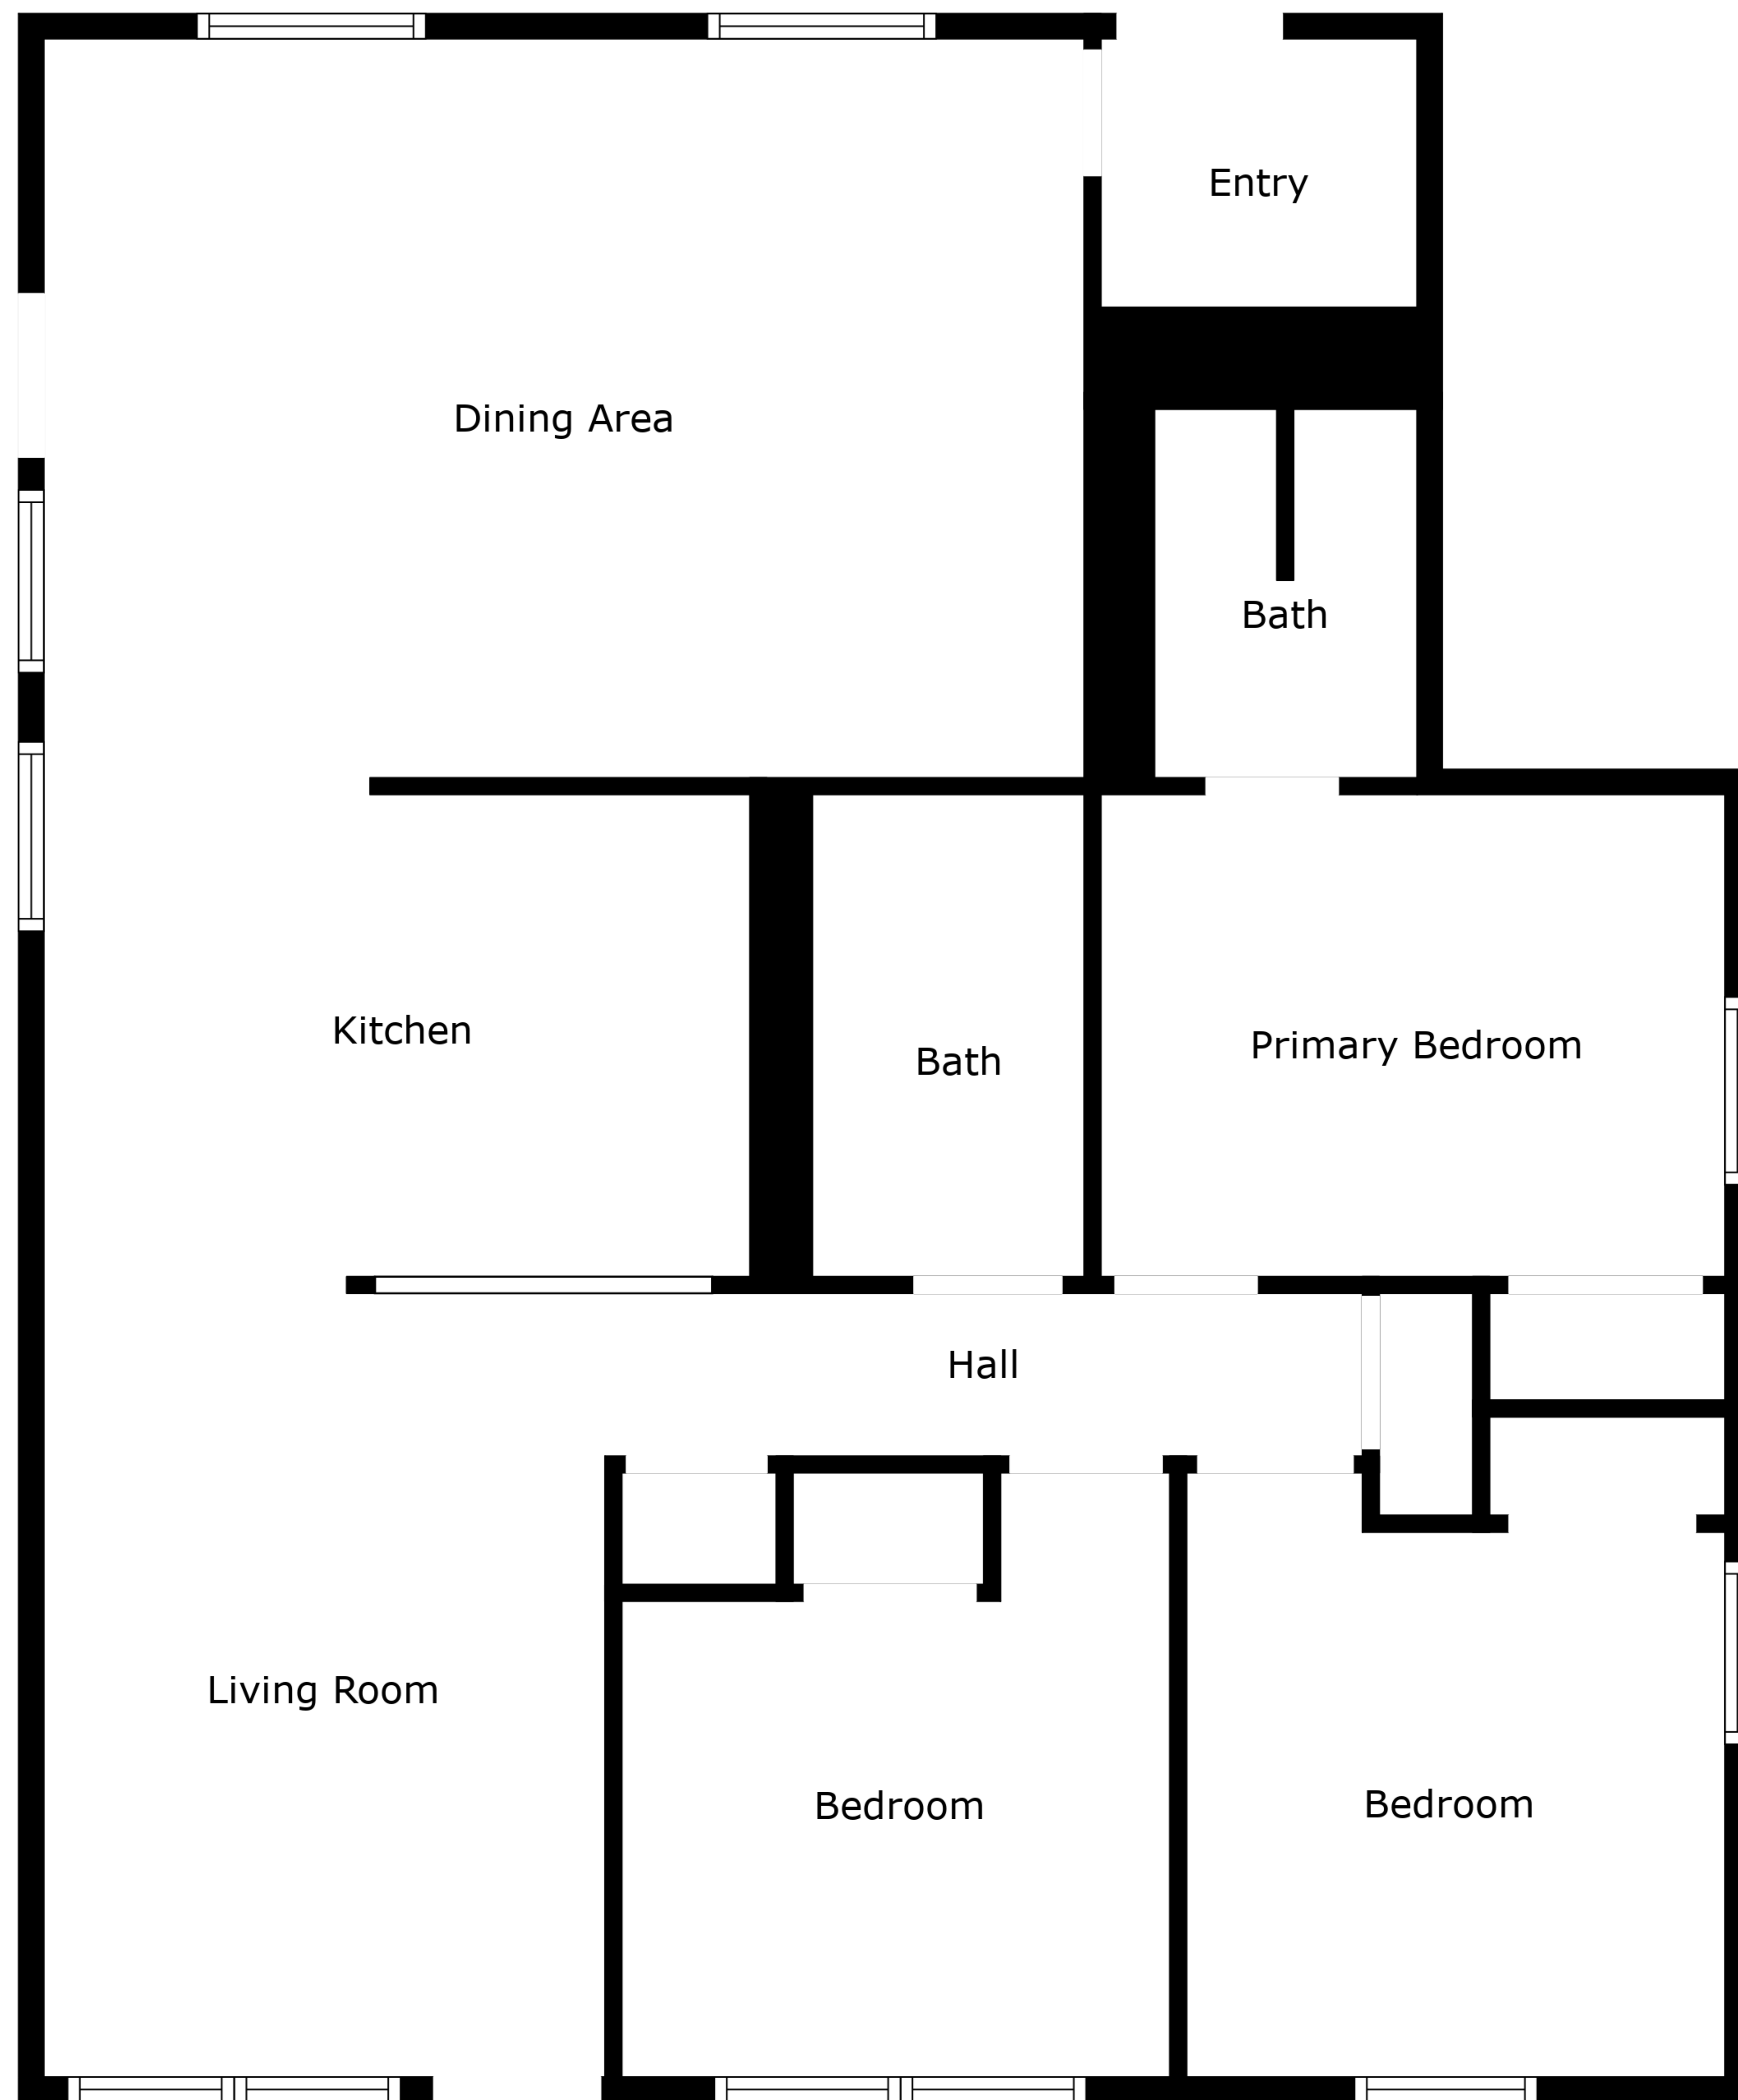 Entry
Dining Area
Bath
Kitchen
Bath
Primary Bedroom
Hall
Living Room
Bedroom
Bedroom